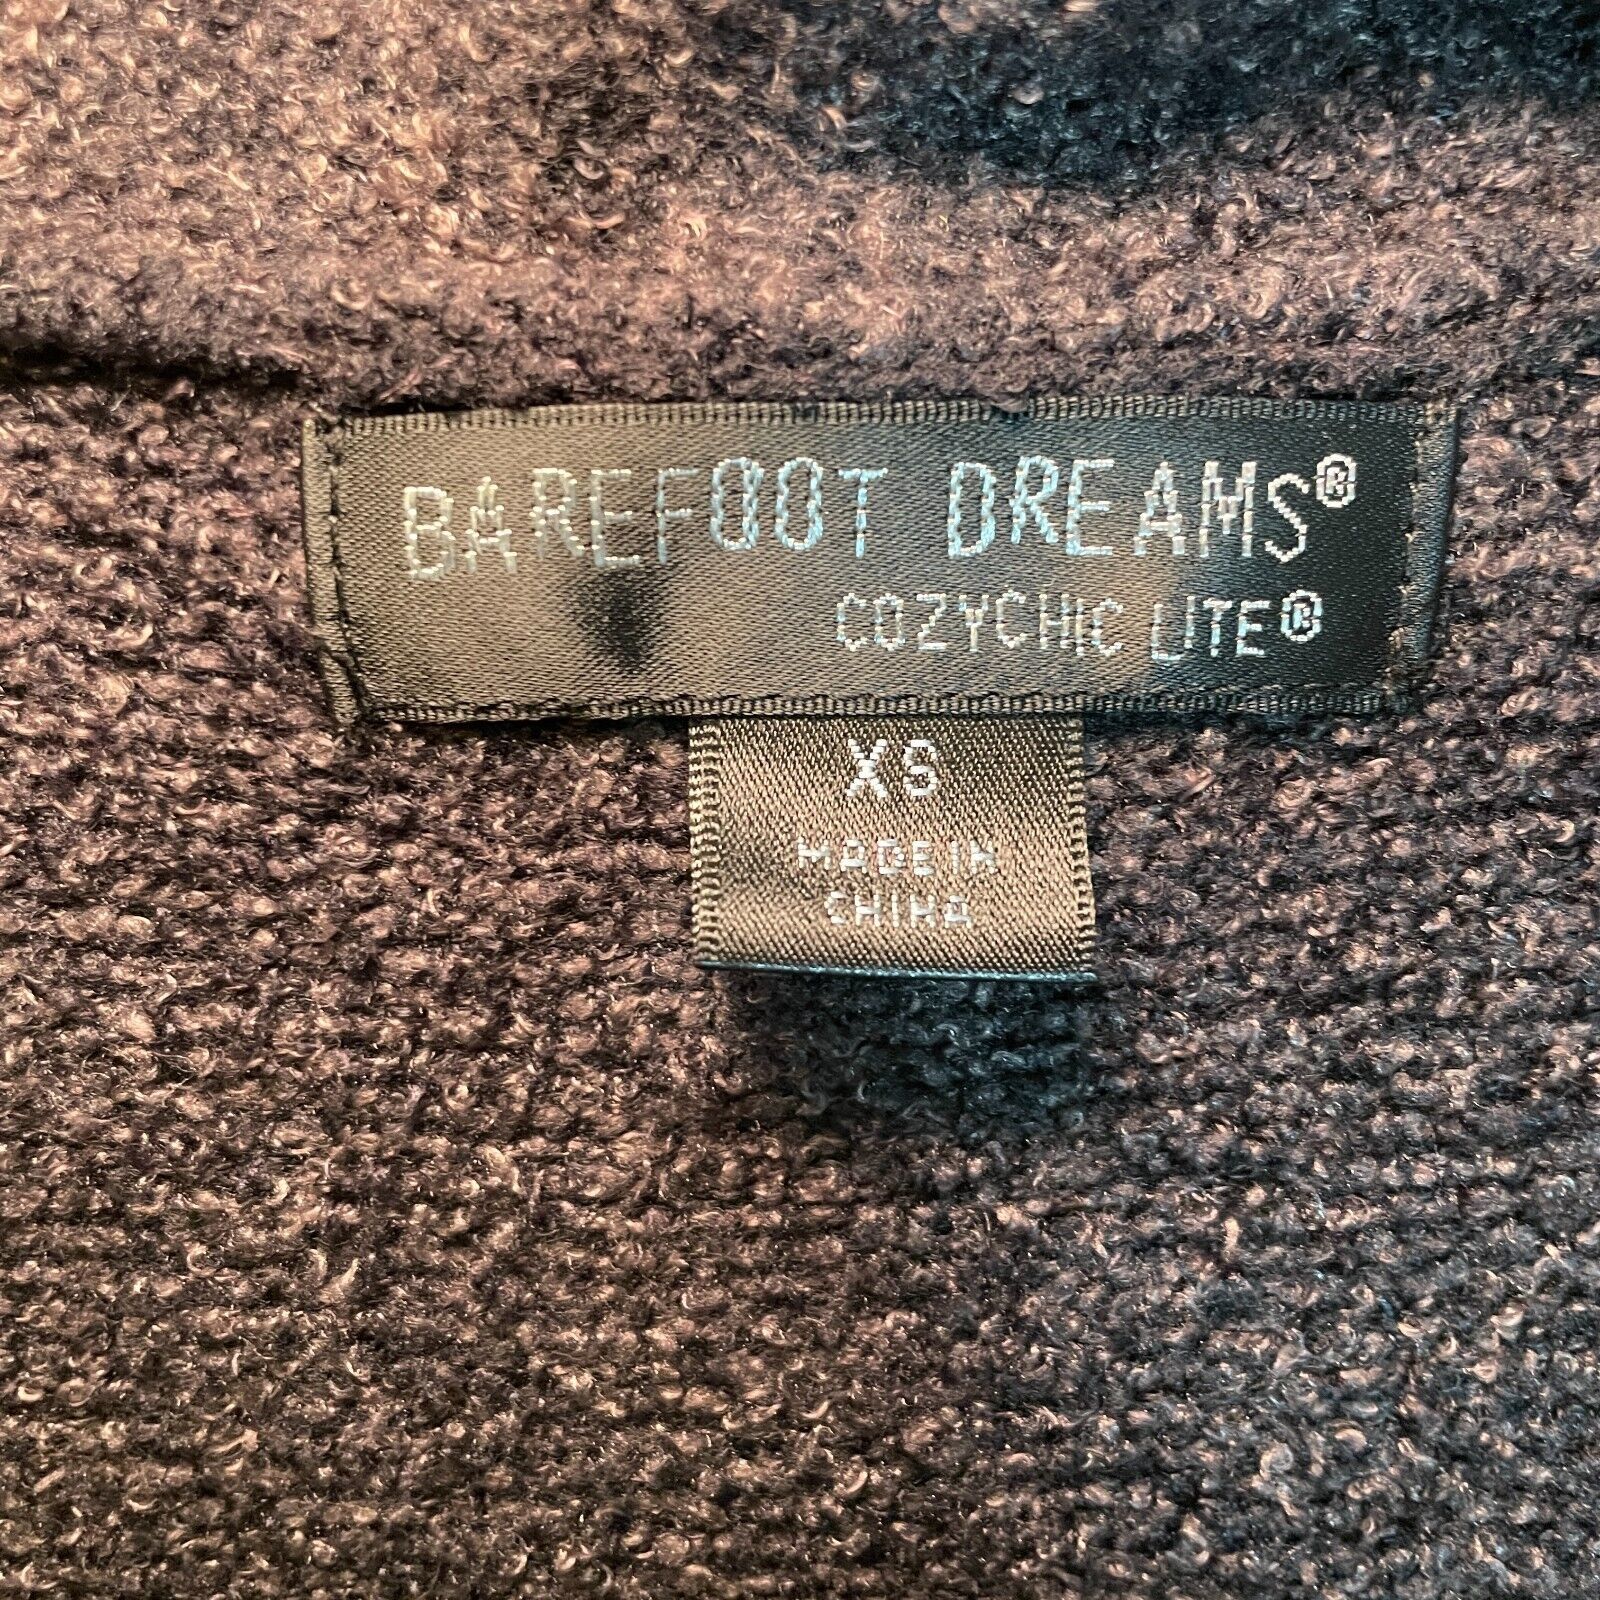 BAREFOOT DREAMS®
COZYCHIC LITE®
XS
MADE IN
CHINA